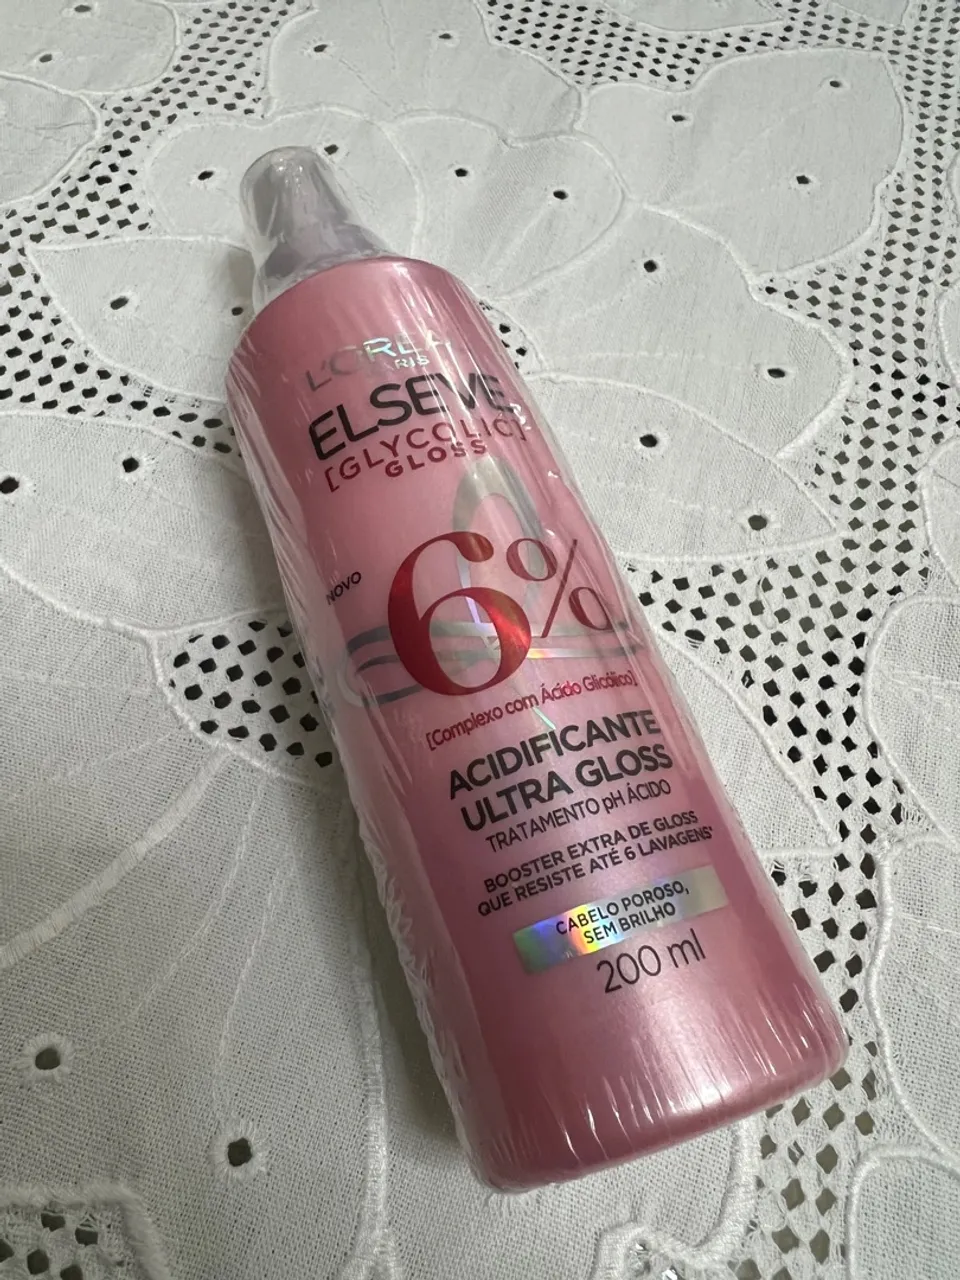 L'ORÉAL
PARIS
ELSEVE
[GLYCOLIC]
GLOSS
NOVO
6%
[Complexo com Ácido Glicólico]
ACIDIFICANTE
ULTRA GLOSS
TRATAMENTO pH ÁCIDO
BOOSTER EXTRA DE GLOSS
QUE RESISTE ATÉ 6 LAVAGENS*
CABELO POROSO,
SEM BRILHO
200 ml